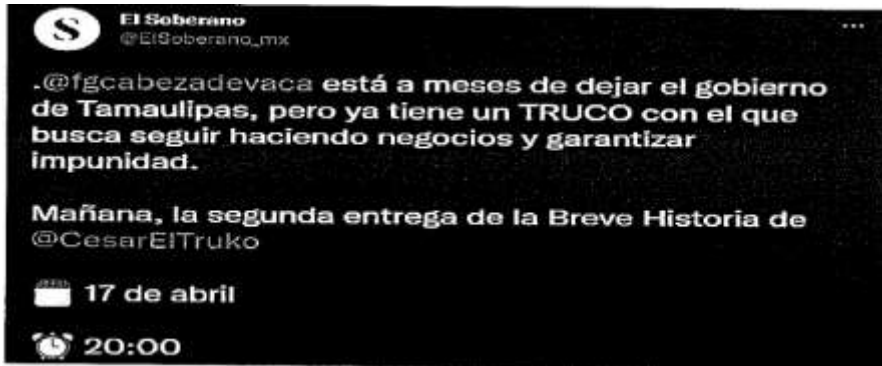 S
El Soberano
@ElSoberano_mx
...
.@fgcabezadevaca está a meses de dejar el gobierno
de Tamaulipas, pero ya tiene un TRUCO con el que
busca seguir haciendo negocios y garantizar
impunidad.
Mañana, la segunda entrega de la Breve Historia de
@CesarElTruko
17 de abril
20:00